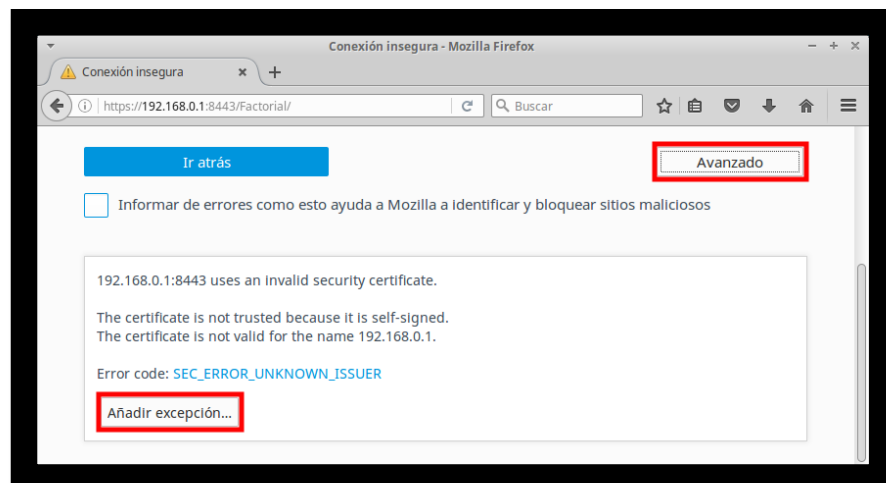 Conexión insegura - Mozilla Firefox
Conexión insegura
https://192.168.0.1:8443/Factorial/
Buscar
Ir atrás
Avanzado
Informar de errores como esto ayuda a Mozilla a identificar y bloquear sitios maliciosos
192.168.0.1:8443 uses an invalid security certificate.
The certificate is not trusted because it is self-signed.
The certificate is not valid for the name 192.168.0.1.
Error code: SEC_ERROR_UNKNOWN_ISSUER
Añadir excepción...